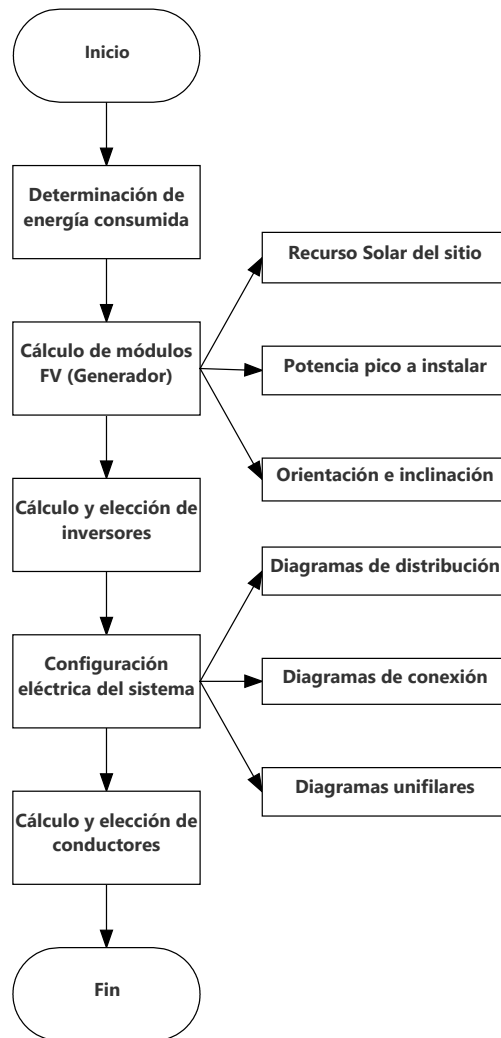 Inicio
Determinación de
energía consumida
Recurso Solar del sitio
Cálculo de módulos
FV (Generador)
Potencia pico a instalar
Orientación e inclinación
Cálculo y elección de
inversores
Diagramas de distribución
Configuración
eléctrica del sistema
Diagramas de conexión
Diagramas unifilares
Cálculo y elección de
conductores
Fin